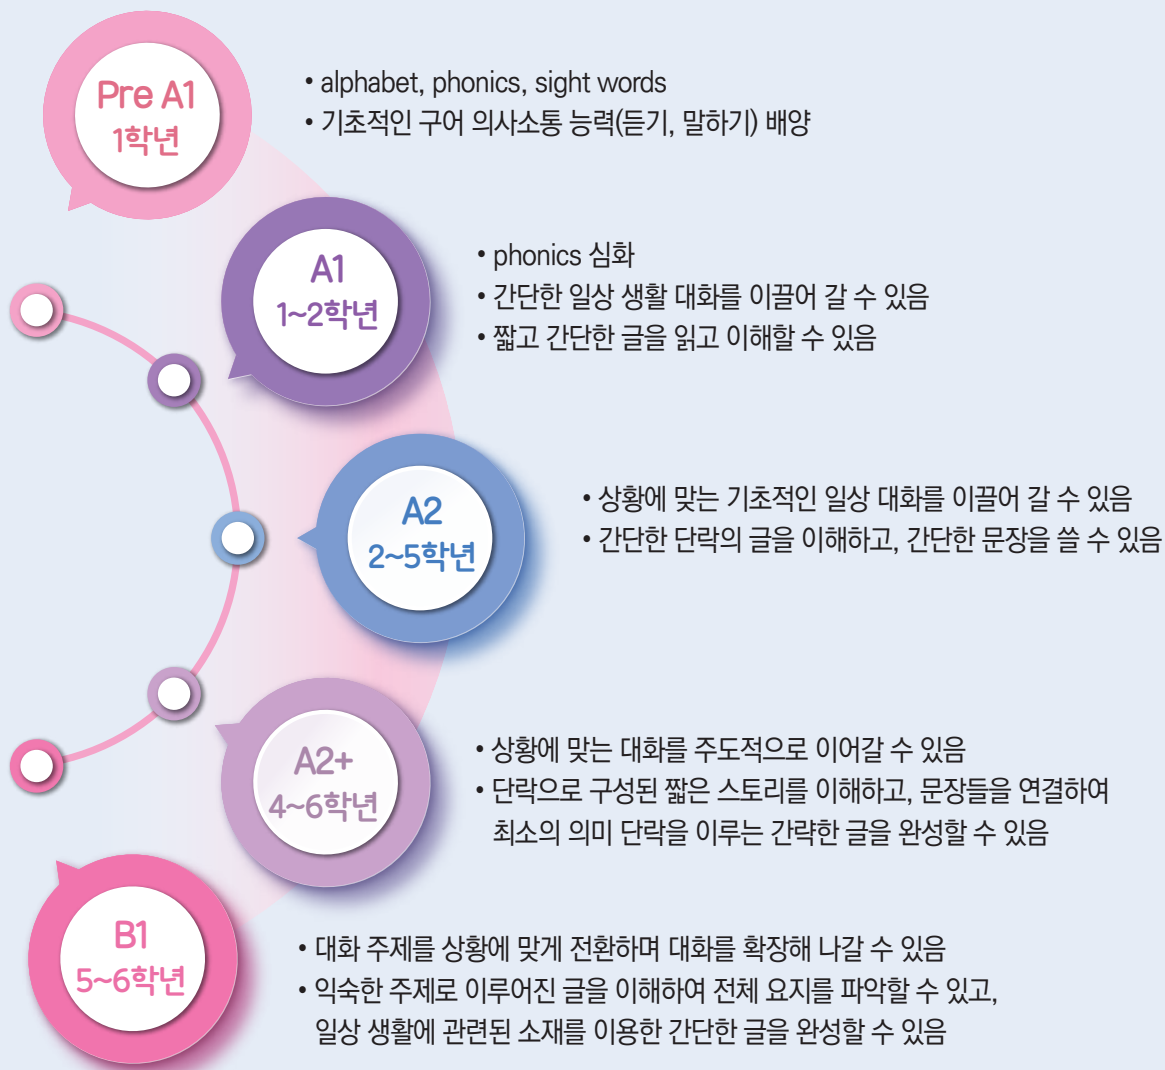 Pre A1
1학년
• alphabet, phonics, sight words
• 기초적인 구어 의사소통 능력(듣기, 말하기) 배양
A1
1~2학년
• phonics 심화
• 간단한 일상 생활 대화를 이끌어 갈 수 있음
• 짧고 간단한 글을 읽고 이해할 수 있음
A2
2~5학년
• 상황에 맞는 기초적인 일상 대화를 이끌어 갈 수 있음
• 간단한 단락의 글을 이해하고, 간단한 문장을 쓸 수 있음
A2+
4~6학년
• 상황에 맞는 대화를 주도적으로 이어갈 수 있음
• 단락으로 구성된 짧은 스토리를 이해하고, 문장들을 연결하여
최소의 의미 단락을 이루는 간략한 글을 완성할 수 있음
B1
5~6학년
• 대화 주제를 상황에 맞게 전환하며 대화를 확장해 나갈 수 있음
• 익숙한 주제로 이루어진 글을 이해하여 전체 요지를 파악할 수 있고,
일상 생활에 관련된 소재를 이용한 간단한 글을 완성할 수 있음